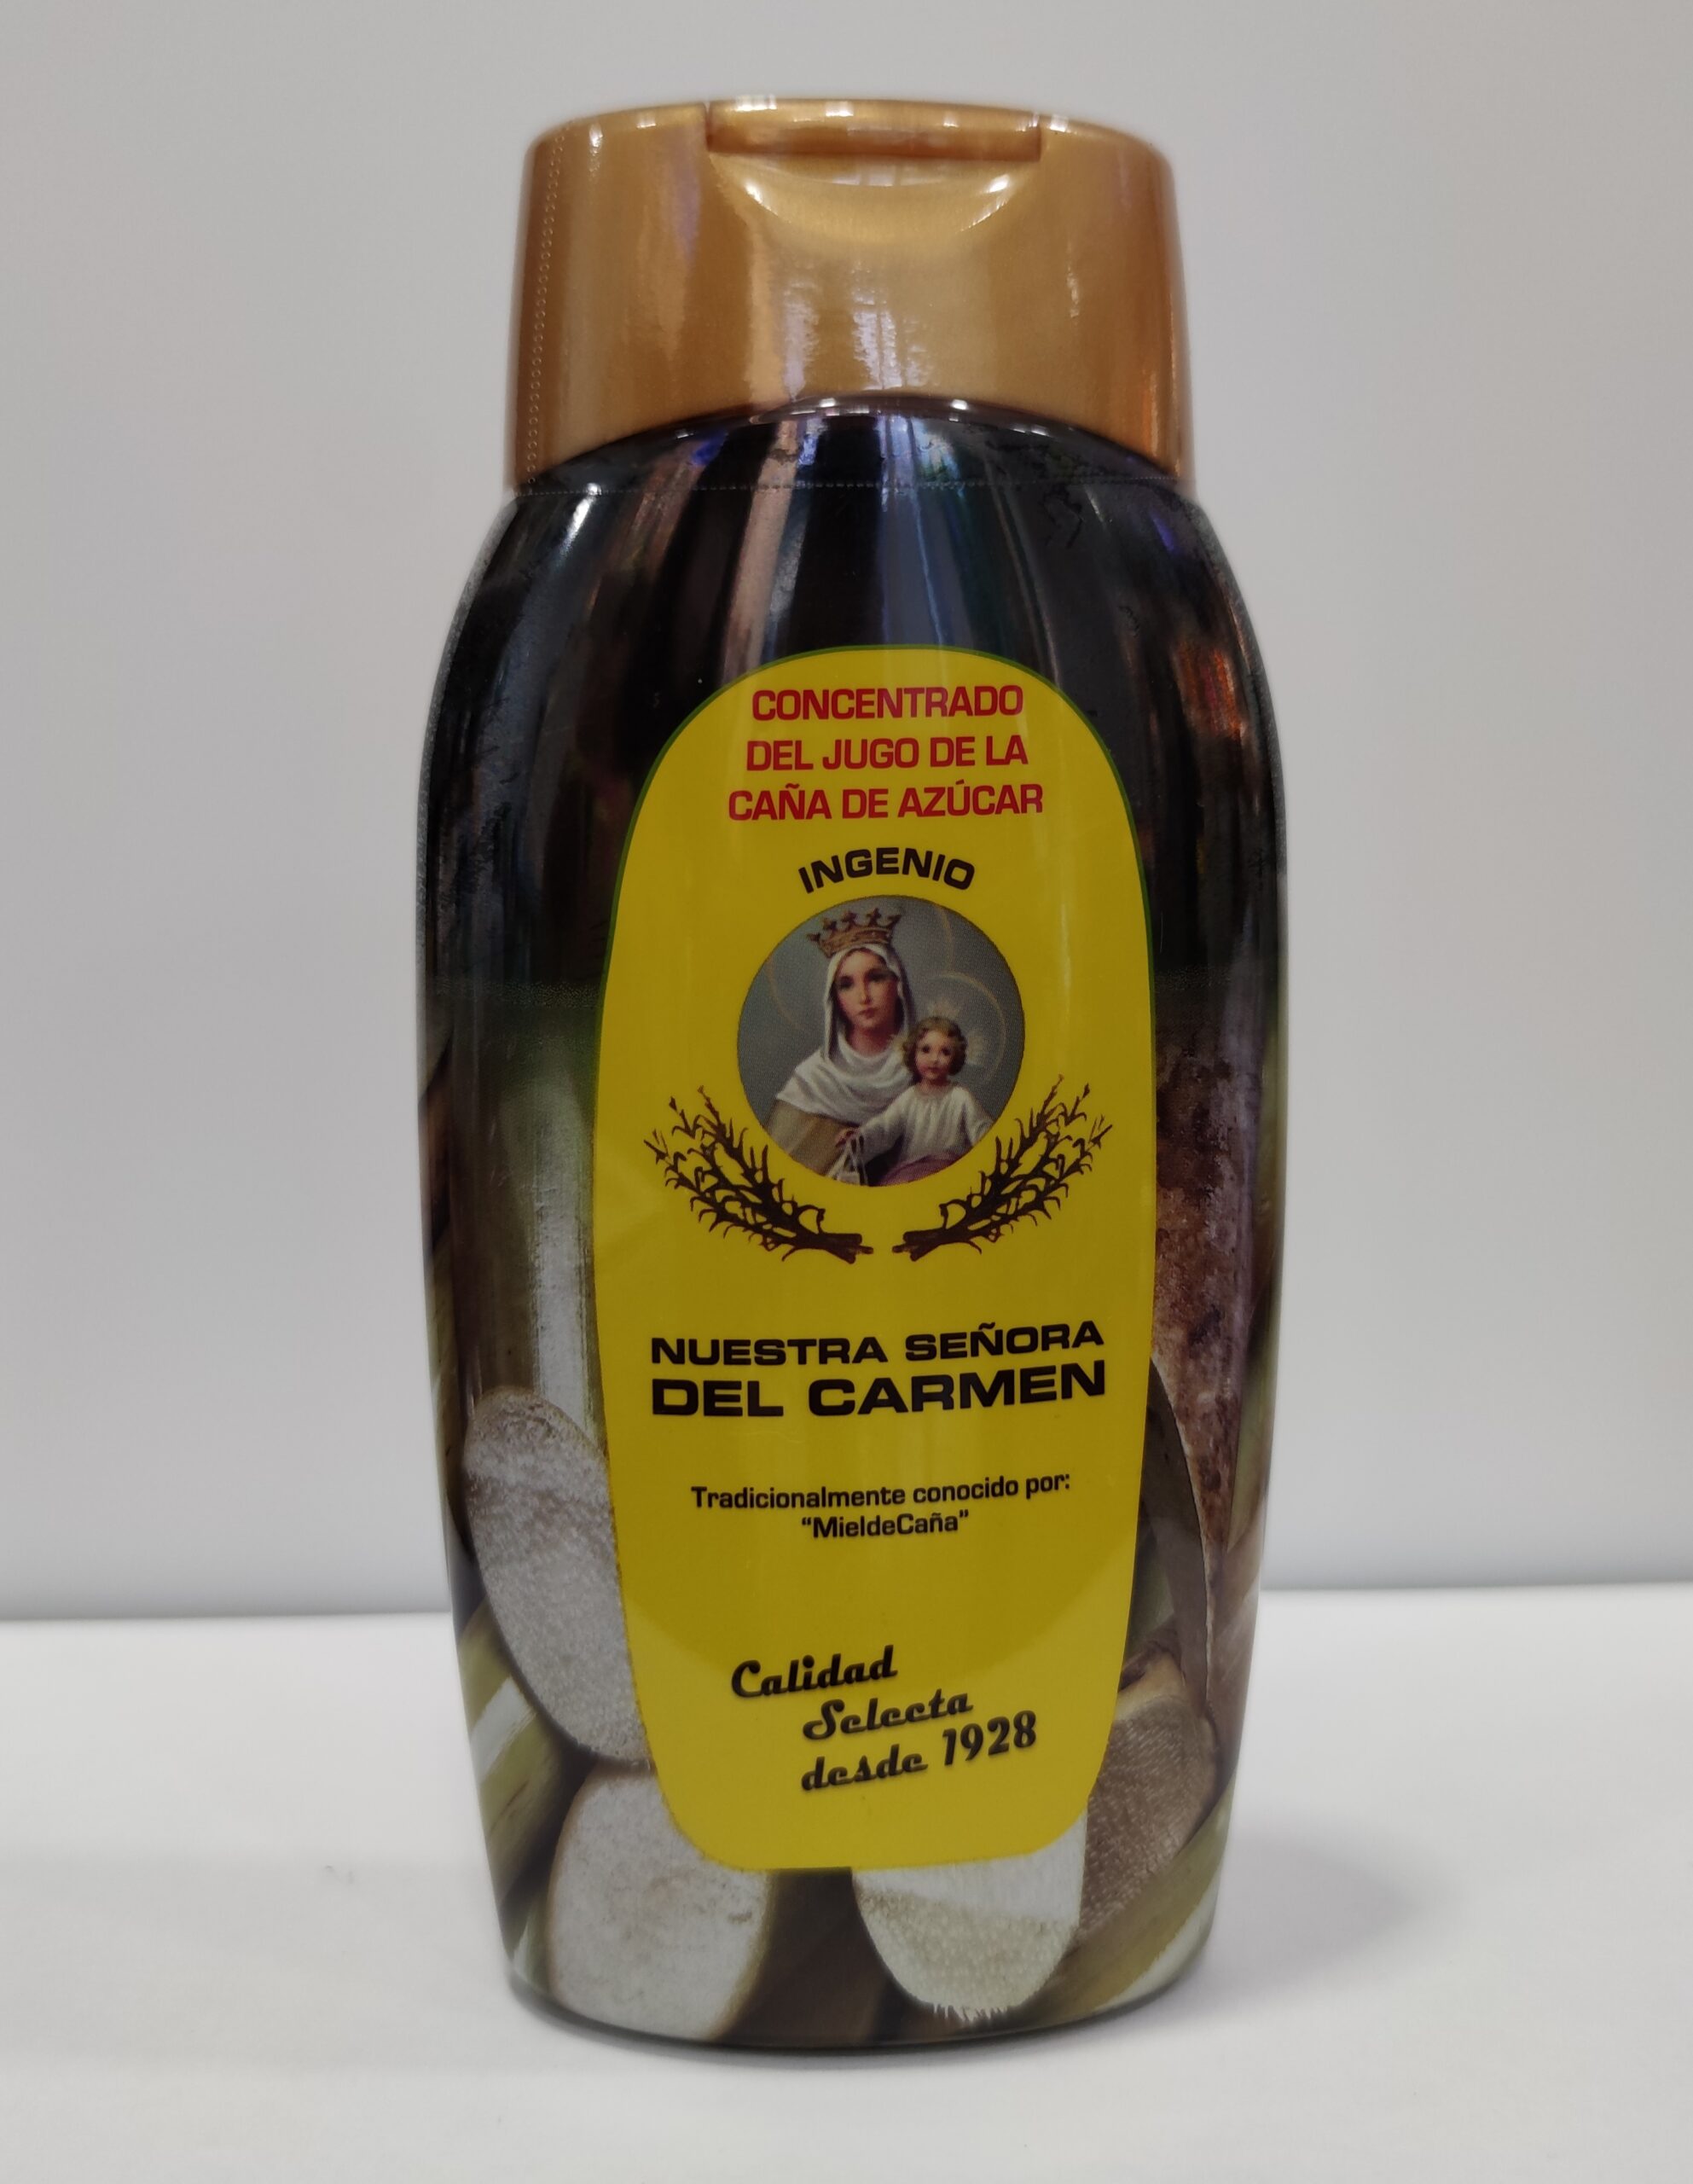 CONCENTRADO
DEL JUGO DE LA
CAÑA DE AZÚCAR
INGENIO
NUESTRA SEÑORA
DEL CARMEN
Tradicionalmente conocido por:
“MieldeCaña”
Calidad
Selecta
desde 1928